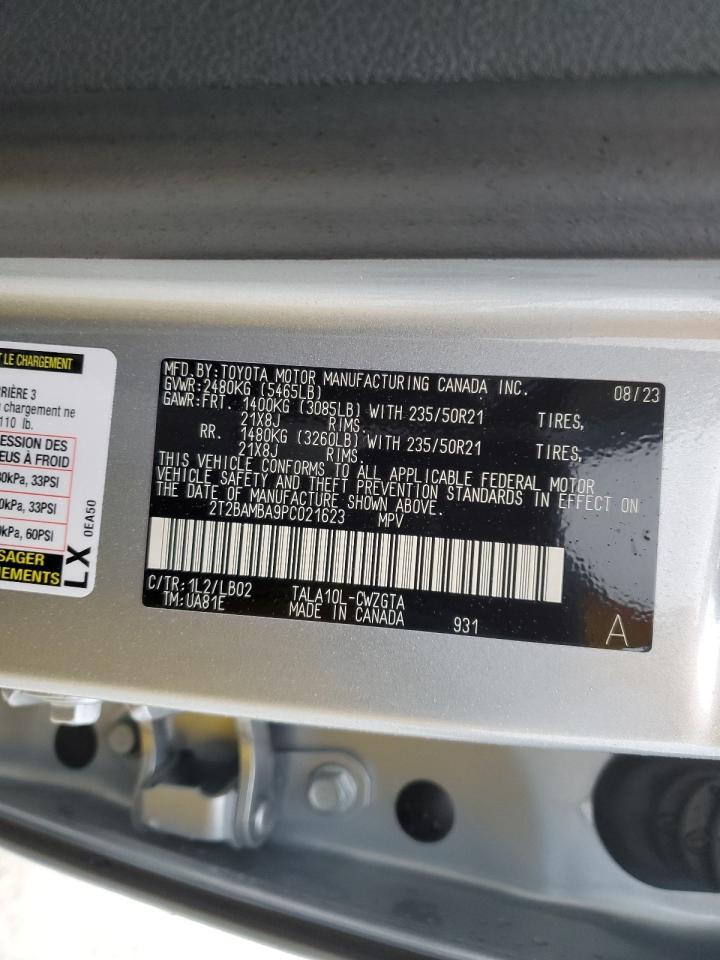 T LE CHARGEMENT
RIÈRE 3
chargement ne
110 lb.
ESSION DES
EUS À FROID
0kPa, 33PSI
0kPa, 33PSI
kPa, 60PSI
SAGER
NEMENTS
LX 0EA50
MFD.BY:TOYOTA MOTOR MANUFACTURING CANADA INC. 08/23
GVWR:2480KG (5465LB)
GAWR:FRT. 1400KG (3085LB) WITH 235/50R21 TIRES,
21X8J RIMS.
RR. 1480KG (3260LB) WITH 235/50R21 TIRES,
21X8J RIMS.
THIS VEHICLE CONFORMS TO ALL APPLICABLE FEDERAL MOTOR
VEHICLE SAFETY AND THEFT PREVENTION STANDARDS IN EFFECT ON
THE DATE OF MANUFACTURE SHOWN ABOVE.
2T2BAMBA9PC021623 MPV
C/TR:1L2/LB02 TALA10L-CWZGTA
TM:UA81E MADE IN CANADA 931 A